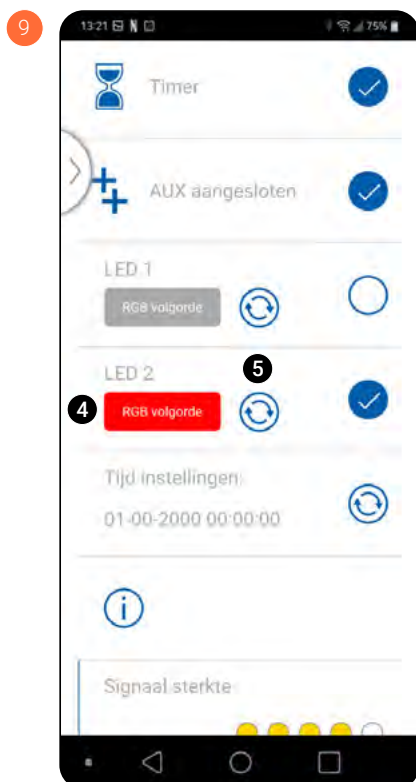 9
13:21 75%
Timer
AUX aangesloten
LED 1
RGB volgorde
5
LED 2
4 RGB volgorde
Tijd instellingen:
01-00-2000 00:00:00
i
Signaal sterkte